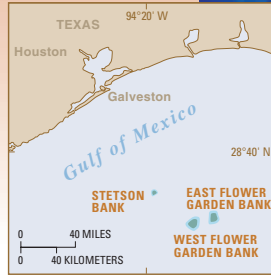 94°20' W
TEXAS
Houston
Galveston
Gulf of Mexico
28°40' N
STETSON
BANK
EAST FLOWER
GARDEN BANK
WEST FLOWER
GARDEN BANK
0 40 MILES
0 40 KILOMETERS